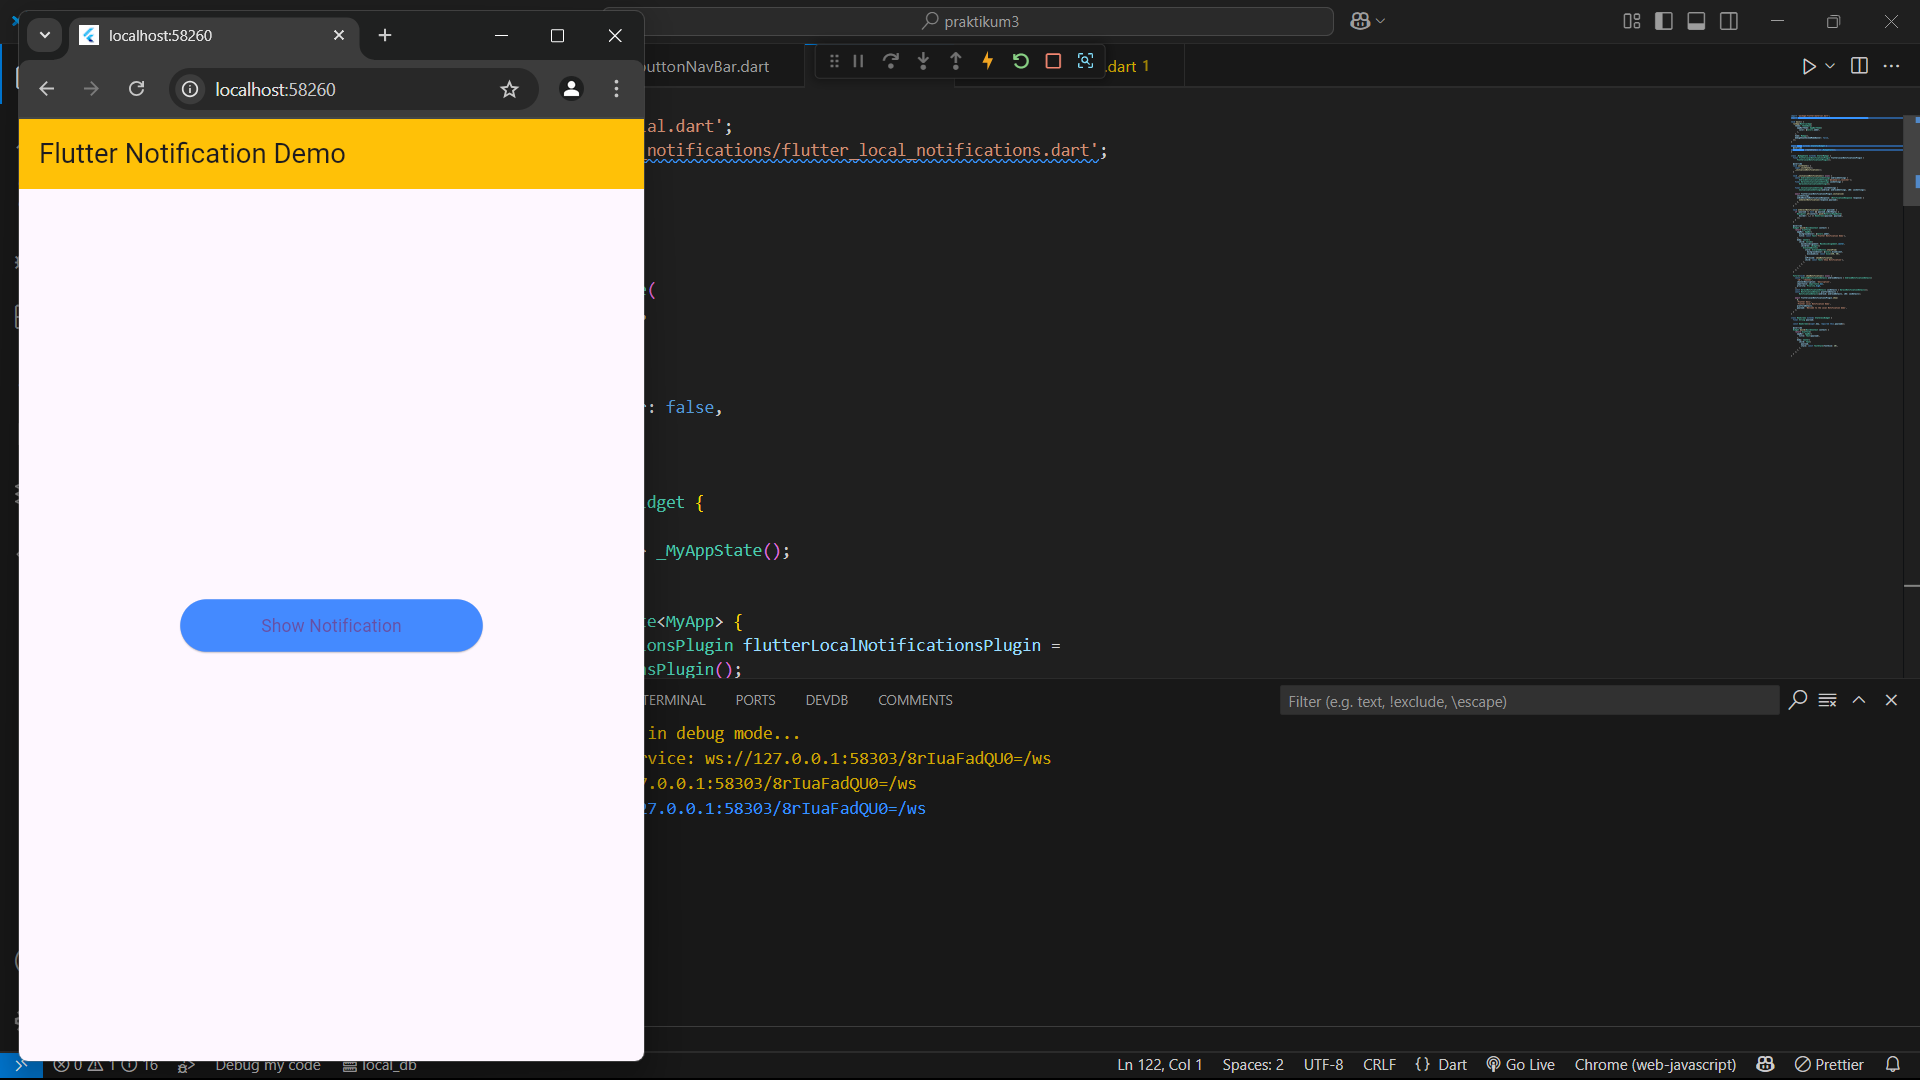 localhost:58260
praktikum3
uttonNavBar.dart
.dart 1
localhost:58260
Flutter Notification Demo
Show Notification
ial.dart';
notifications/flutter_local_notifications.dart';
(
: false,
dget {
_MyAppState();
e<MyApp> {
onsPlugin flutterLocalNotificationsPlugin =
sPlugin();
TERMINAL
PORTS
DEVDB
COMMENTS
Filter (e.g. text, !exclude, \escape)
in debug mode...
rvice: ws://127.0.0.1:58303/8rIuaFadQU0=/ws
7.0.0.1:58303/8rIuaFadQU0=/ws
27.0.0.1:58303/8rIuaFadQU0=/ws
0 1 16 Debug my code local_db
Ln 122, Col 1 Spaces: 2 UTF-8 CRLF {} Dart Go Live Chrome (web-javascript) Prettier